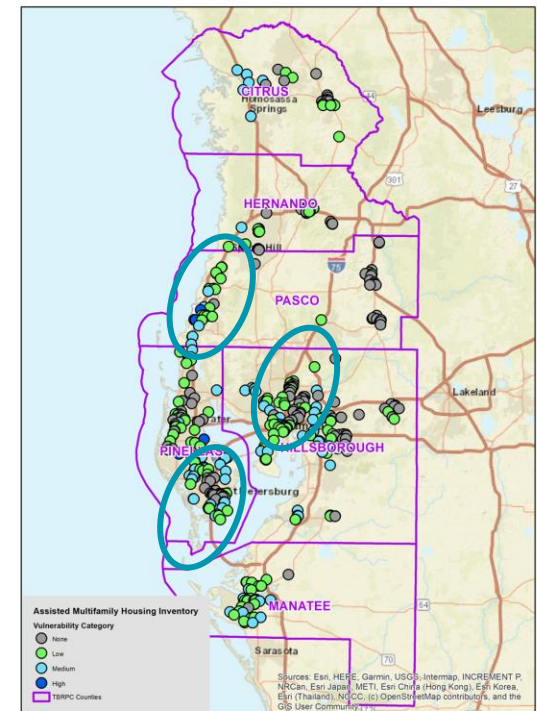 CITRUS
Homosassa
Springs
44
Leesburg
301
27
HERNANDO
Hill
75
PASCO
Lakeland
HILLSBOROUGH
PINELLAS
Petersburg
MANATEE
64
Sarasota
70
Assisted Multifamily Housing Inventory
Vulnerability Category
None
Low
Medium
High
TBRPC Counties
Sources: Esri, HERE, Garmin, USGS, Intermap, INCREMENT P,
NRCan, Esri Japan, METI, Esri China (Hong Kong), Esri Korea,
Esri (Thailand), NGCC, (c) OpenStreetMap contributors, and the
GIS User Community